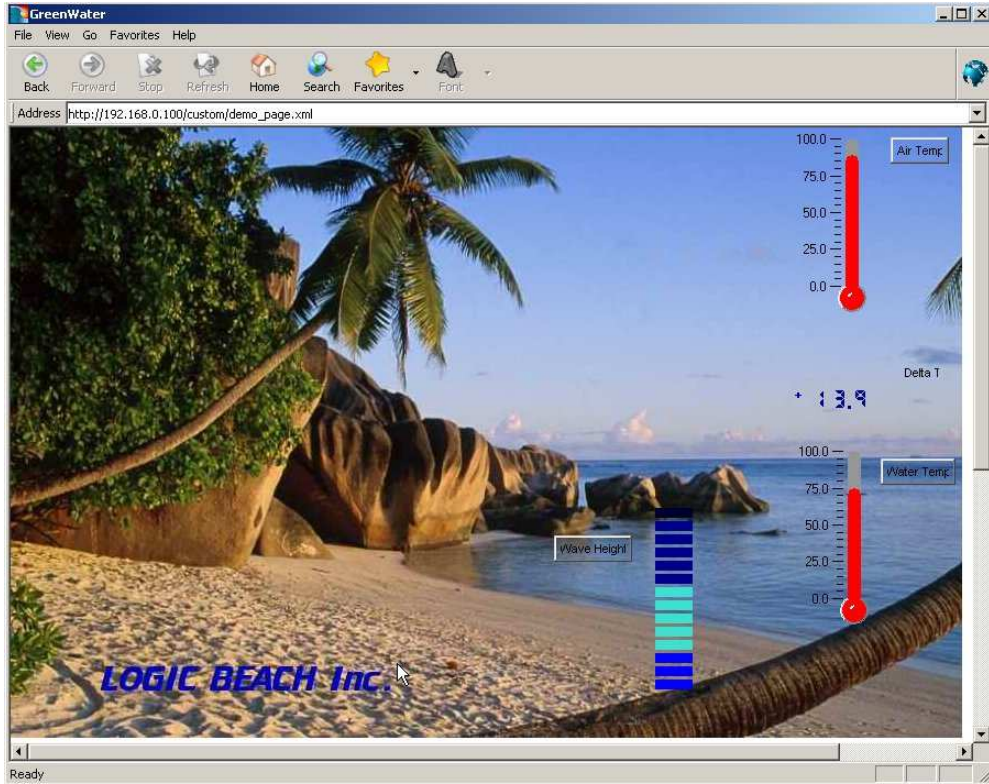 GreenWater
File View Go Favorites Help
Back Forward Stop Refresh Home Search Favorites Font
Address http://192.168.0.100/custom/demo_page.xml
100.0
75.0
50.0
25.0
0.0
Air Temp
Delta T
+ 13.9
100.0
75.0
50.0
25.0
0.0
Water Temp
Wave Height
LOGIC BEACH Inc.
Ready